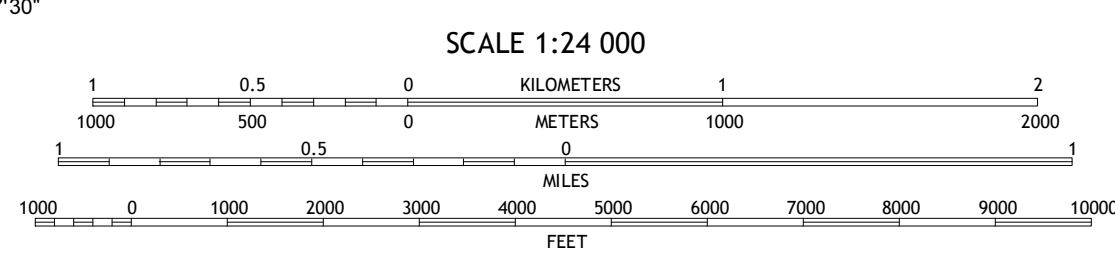 7'30"
SCALE 1:24 000
1 0.5 0 KILOMETERS 1 2
1000 500 0 METERS 1000 2000
1 0.5 0 1
MILES
1000 0 1000 2000 3000 4000 5000 6000 7000 8000 9000 10000
FEET